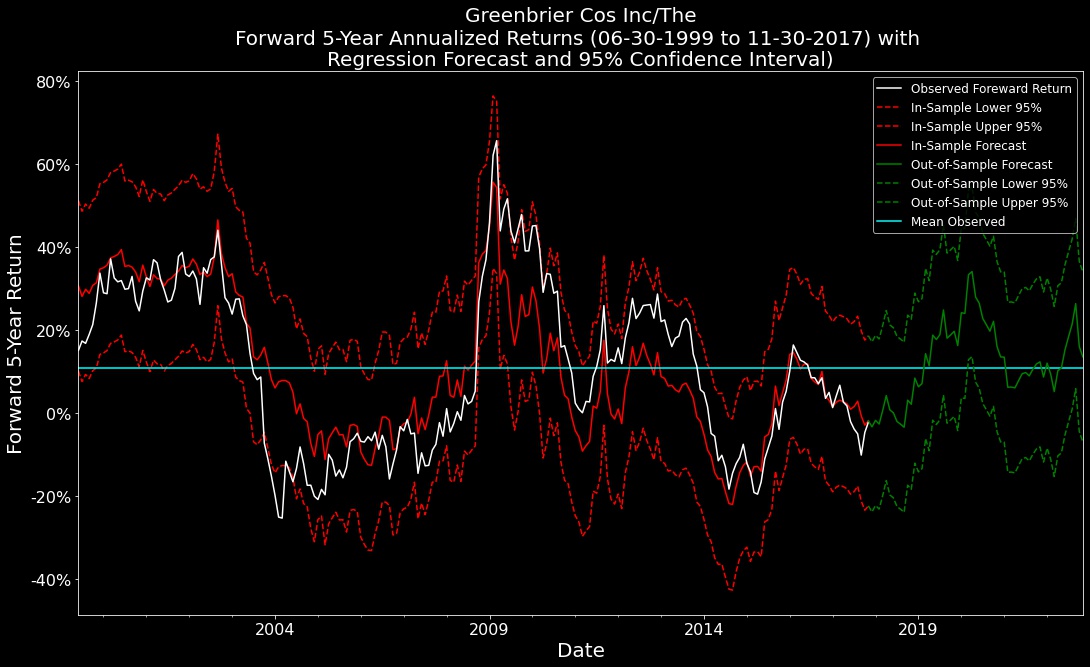 Greenbrier Cos Inc/The
Forward 5-Year Annualized Returns (06-30-1999 to 11-30-2017) with
Regression Forecast and 95% Confidence Interval)
80%
60%
40%
20%
0%
-20%
-40%
Forward 5-Year Return
Observed Foreward Return
In-Sample Lower 95%
In-Sample Upper 95%
In-Sample Forecast
Out-of-Sample Forecast
Out-of-Sample Lower 95%
Out-of-Sample Upper 95%
Mean Observed
2004
2009
2014
2019
Date